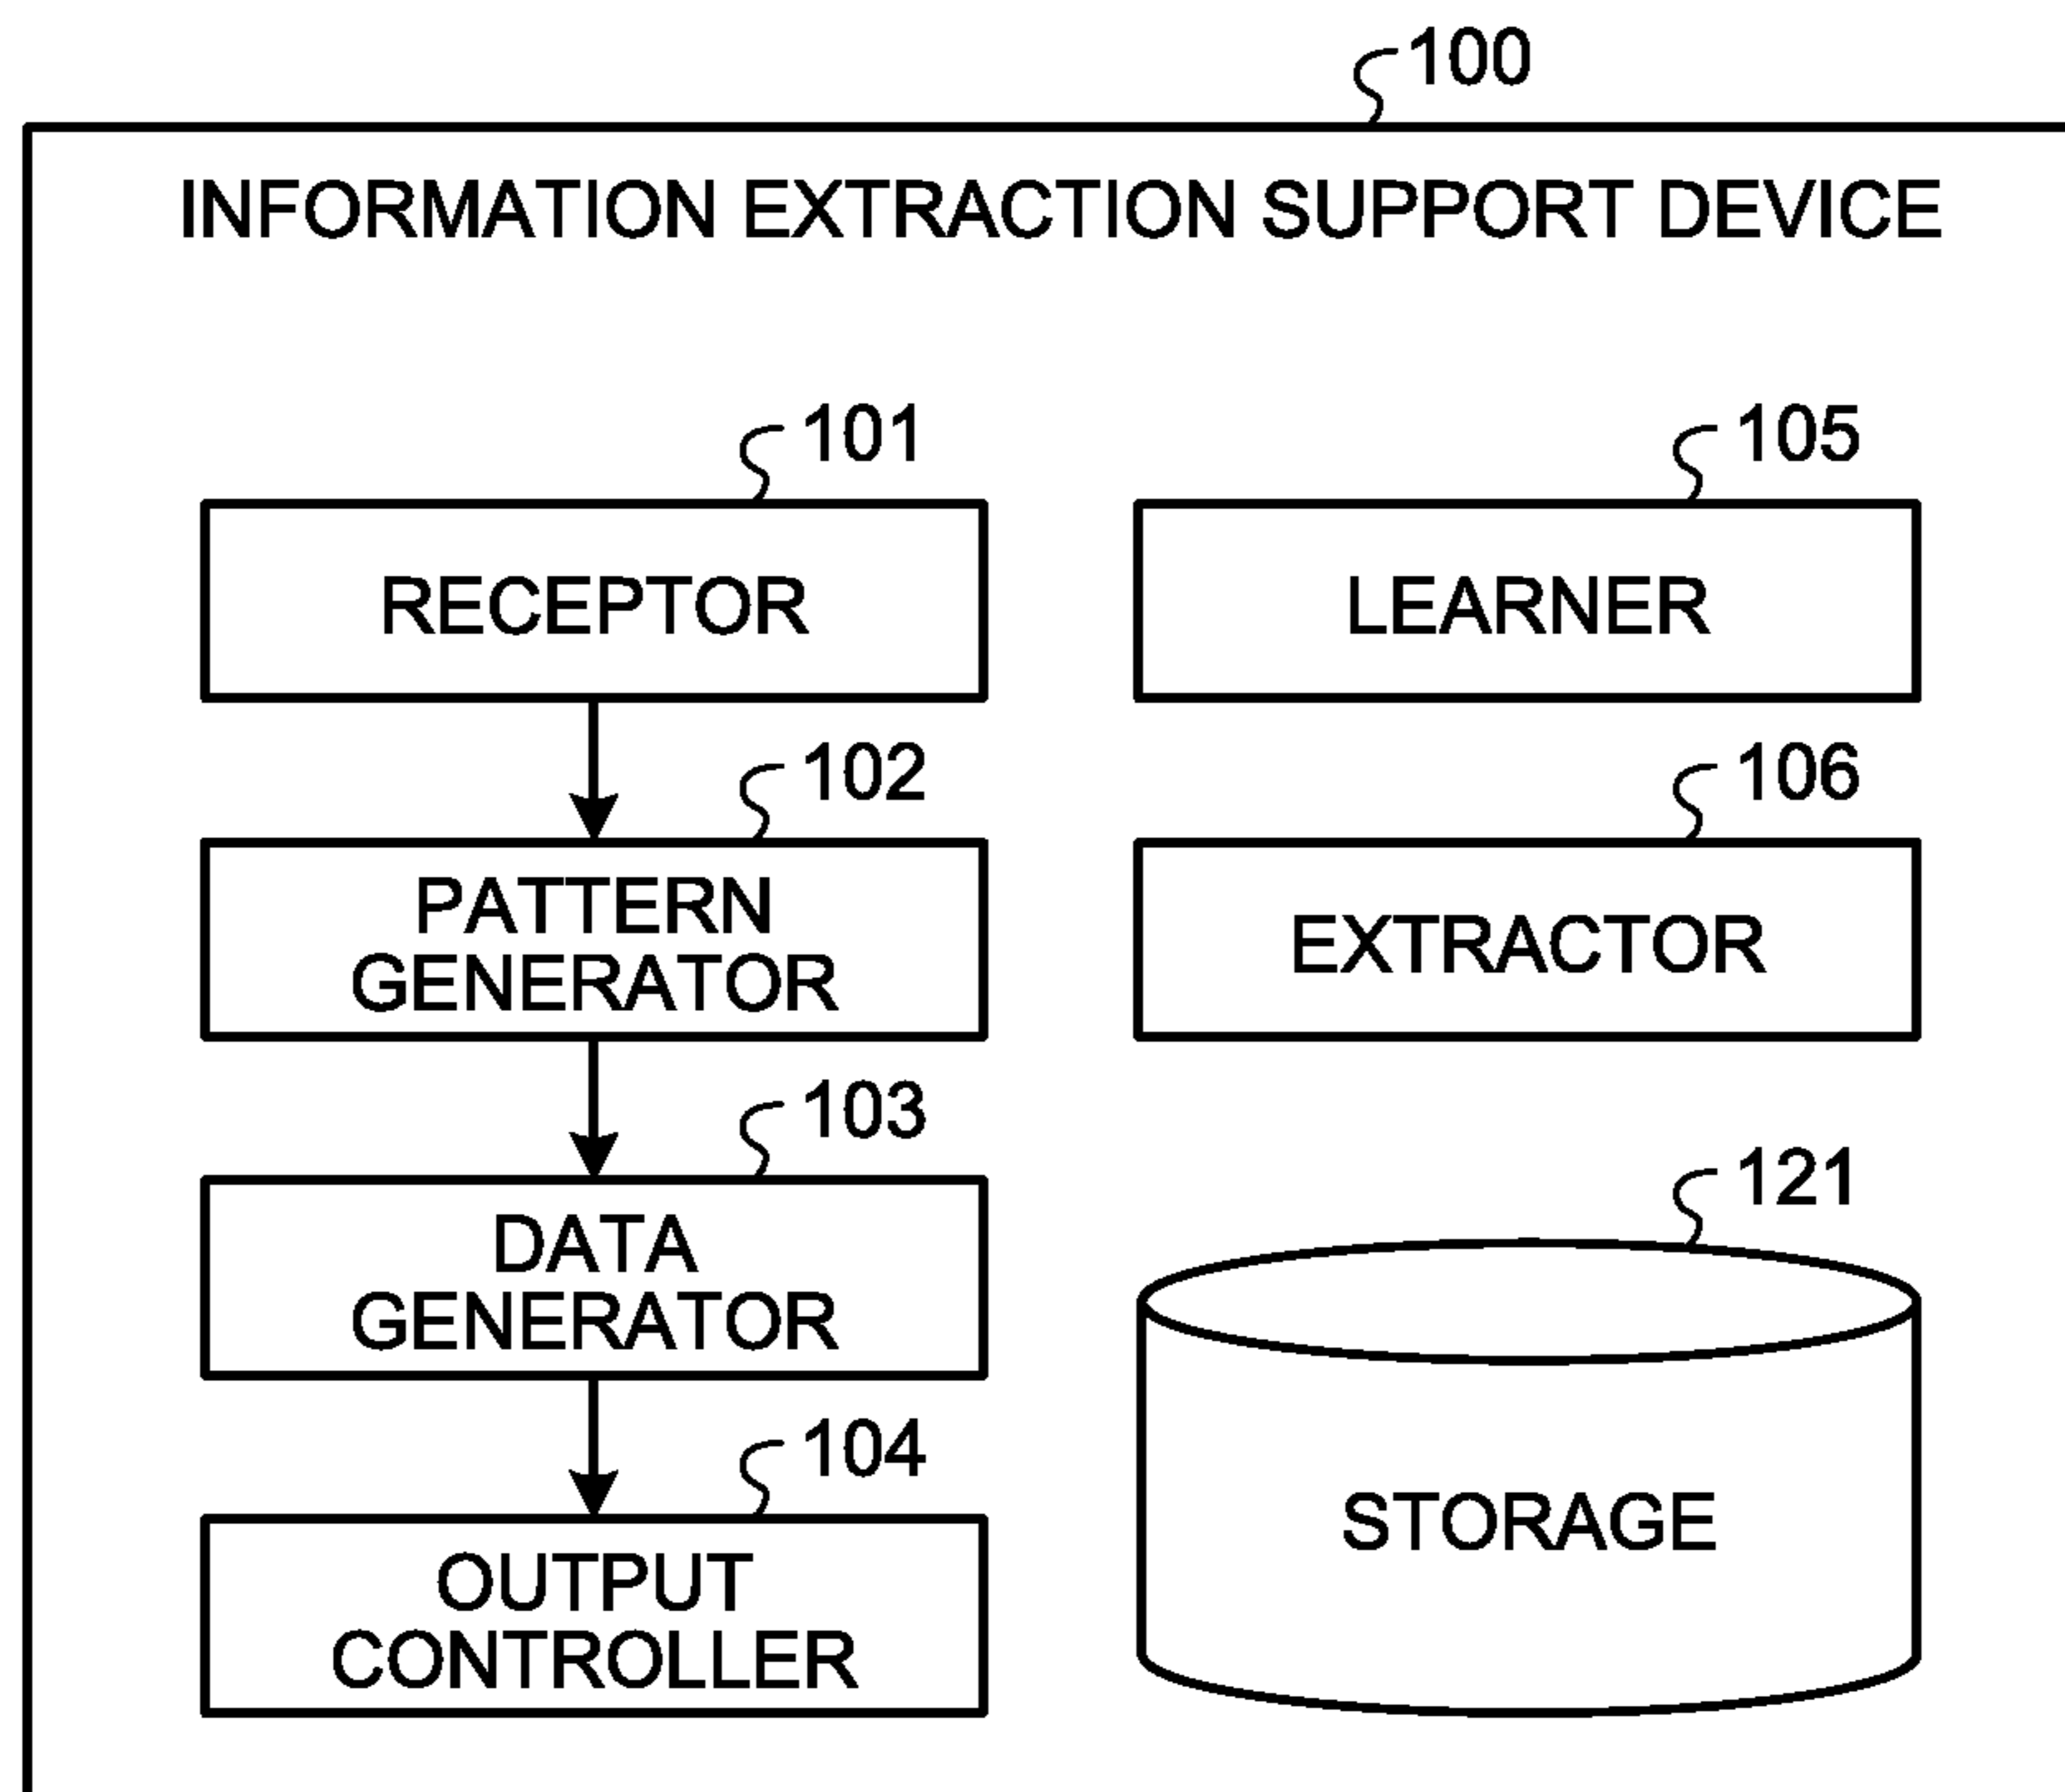 100
INFORMATION EXTRACTION SUPPORT DEVICE
101
RECEPTOR
102
PATTERN
GENERATOR
103
DATA
GENERATOR
104
OUTPUT
CONTROLLER
105
LEARNER
106
EXTRACTOR
121
STORAGE